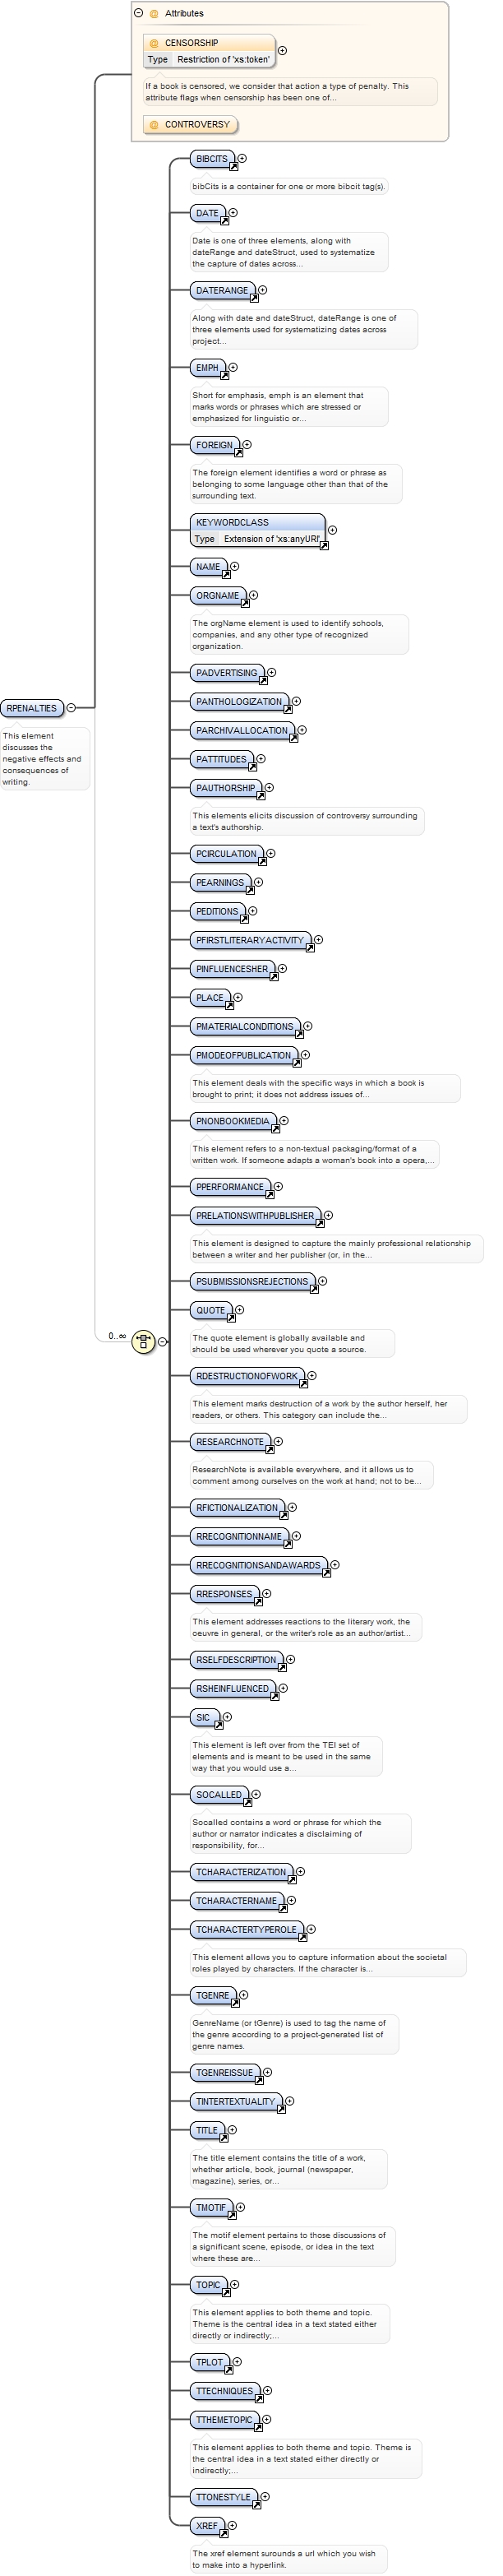 Attributes
CENSORSHIP
Type Restriction of 'xs:token'
If a book is censored, we consider that action a type of penalty. This
attribute flags when censorship has been one of...
CONTROVERSY
BIBCITS
bibCits is a container for one or more bibcit tag(s).
DATE
Date is one of three elements, along with
dateRange and dateStruct, used to systematize
the capture of dates across...
DATERANGE
Along with date and dateStruct, dateRange is one of
three elements used for systematizing dates across
project...
EMPH
Short for emphasis, emph is an element that
marks words or phrases which are stressed or
emphasized for linguistic or...
FOREIGN
The foreign element identifies a word or phrase as
belonging to some language other than that of the
surrounding text.
KEYWORDCLASS
Type Extension of 'xs:anyURI'
NAME
ORGNAME
The orgName element is used to identify schools,
companies, and any other type of recognized
organization.
PADVERTISING
PANTHOLOGIZATION
RPENALTIES
This element
discusses the
negative effects and
consequences of
writing.
PARCHIVALLOCATION
PATTITUDES
PAUTHORSHIP
This elements elicits discussion of controversy surrounding
a text's authorship.
PCIRCULATION
PEARNINGS
PEDITIONS
PFIRSTLITERARYACTIVITY
PINFLUENCESHER
PLACE
PMATERIALCONDITIONS
PMODEOFPUBLICATION
This element deals with the specific ways in which a book is
brought to print; it does not address issues of...
PNONBOOKMEDIA
This element refers to a non-textual packaging/format of a
written work. If someone adapts a woman's book into a opera,...
PPERFORMANCE
PRELATIONSWITHPUBLISHER
This element is designed to capture the mainly professional relationship
between a writer and her publisher (or, in the...
PSUBMISSIONSREJECTIONS
QUOTE
The quote element is globally available and
should be used wherever you quote a source.
0..∞
RDESTRUCTIONOFWORK
This element marks destruction of a work by the author herself, her
readers, or others. This category can include the...
RESEARCHNOTE
ResearchNote is available everywhere, and it allows us to
comment among ourselves on the work at hand; not to be...
RFICTIONALIZATION
RRECOGNITIONNAME
RRECOGNITIONSANDAWARDS
RRESPONSES
This element addresses reactions to the literary work, the
oeuvre in general, or the writer's role as an author/artist...
RSELFDESCRIPTION
RSHEINFLUENCED
SIC
This element is left over from the TEI set of
elements and is meant to be used in the same
way that you would use a...
SOCALLED
Socalled contains a word or phrase for which the
author or narrator indicates a disclaiming of
responsibility, for...
TCHARACTERIZATION
TCHARACTERNAME
TCHARACTERTYPEROLE
This element allows you to capture information about the societal
roles played by characters. If the character is...
TGENRE
GenreName (or tGenre) is used to tag the name of
the genre according to a project-generated list of
genre names.
TGENREISSUE
TINTERTEXTUALITY
TITLE
The title element contains the title of a work,
whether article, book, journal (newspaper,
magazine), series, or...
TMOTIF
The motif element pertains to those discussions of
a significant scene, episode, or idea in the text
where these are...
TOPIC
This element applies to both theme and topic.
Theme is the central idea in a text stated either
directly or indirectly;...
TPLOT
TTECHNIQUES
TTHEMETOPIC
This element applies to both theme and topic. Theme is
the central idea in a text stated either directly or
indirectly;...
TTONESTYLE
XREF
The xref element surounds a url which you wish
to make into a hyperlink.